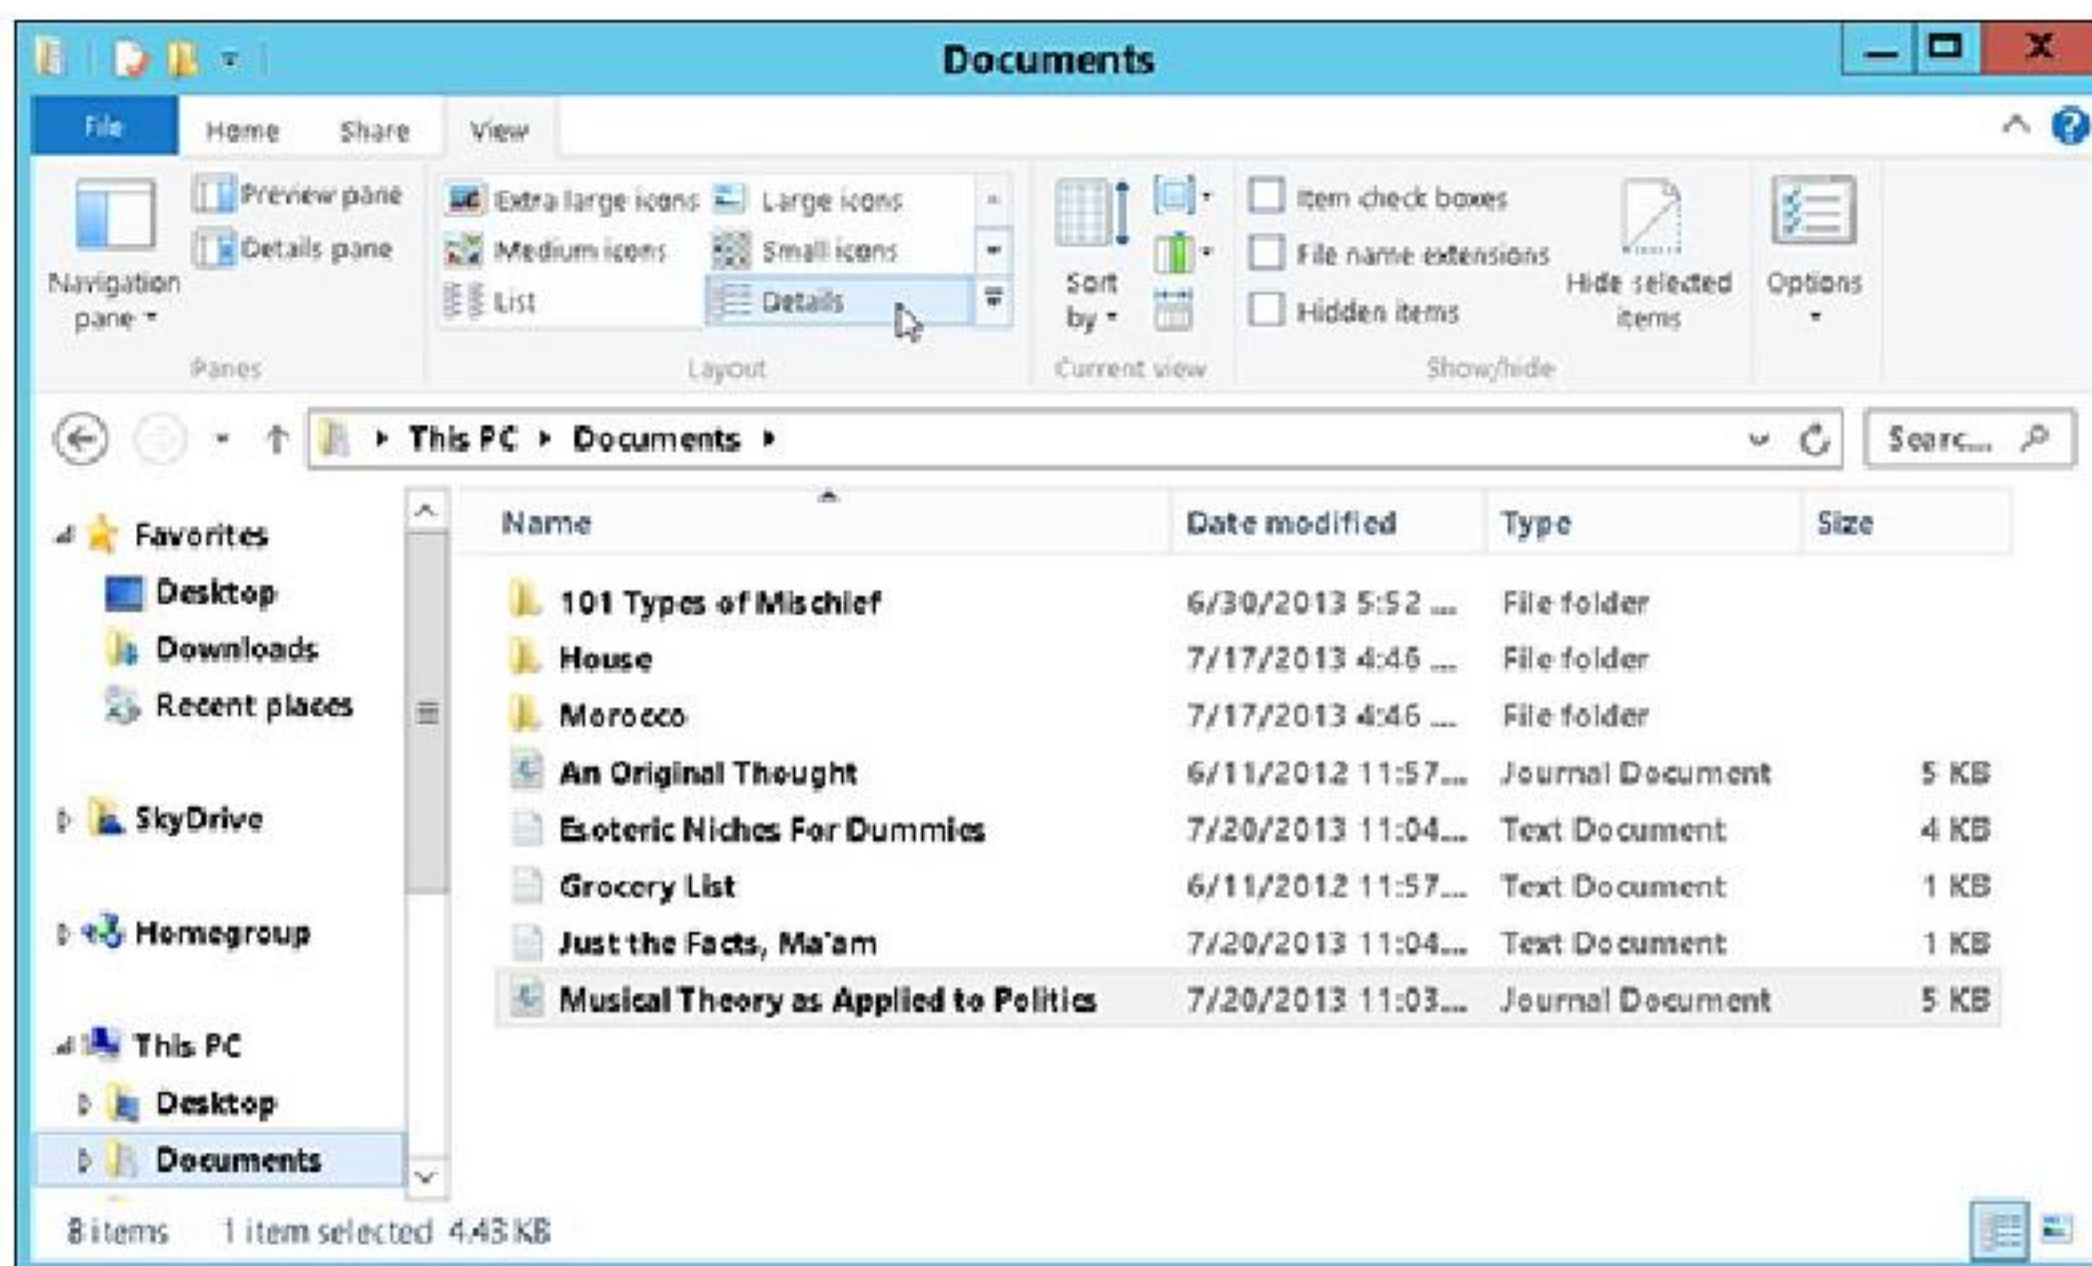 Documents
File Home Share View
Navigation pane
Preview pane
Details pane
Panes
Extra large icons Large icons
Medium icons Small icons
List Details
Layout
Sort by
Current view
Item check boxes
File name extensions
Hidden items
Hide selected items
Show/hide
Options
This PC Documents
Searc...
Favorites
Desktop
Downloads
Recent places
SkyDrive
Homegroup
This PC
Desktop
Documents
Name Date modified Type Size
101 Types of Mischief 6/30/2013 5:52 ... File folder
House 7/17/2013 4:46 ... File folder
Morocco 7/17/2013 4:46 ... File folder
An Original Thought 6/11/2012 11:57... Journal Document 5 KB
Esoteric Niches For Dummies 7/20/2013 11:04... Text Document 4 KB
Grocery List 6/11/2012 11:57... Text Document 1 KB
Just the Facts, Ma'am 7/20/2013 11:04... Text Document 1 KB
Musical Theory as Applied to Politics 7/20/2013 11:03... Journal Document 5 KB
8 items 1 item selected 4.43 KB